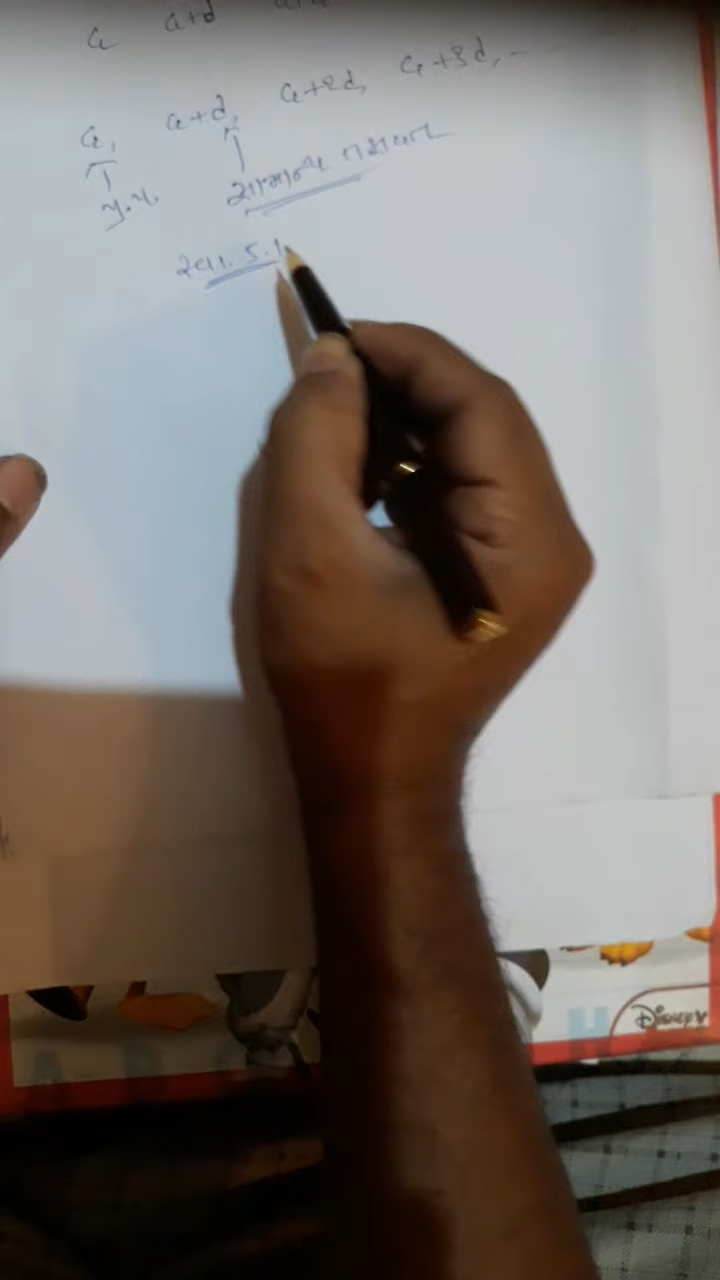 a a+d
a, a+d, a+2d, a+3d, ...
પ્ર.પ. સામાન્ય તફાવત
સ્વા. 5.1
DISNEY